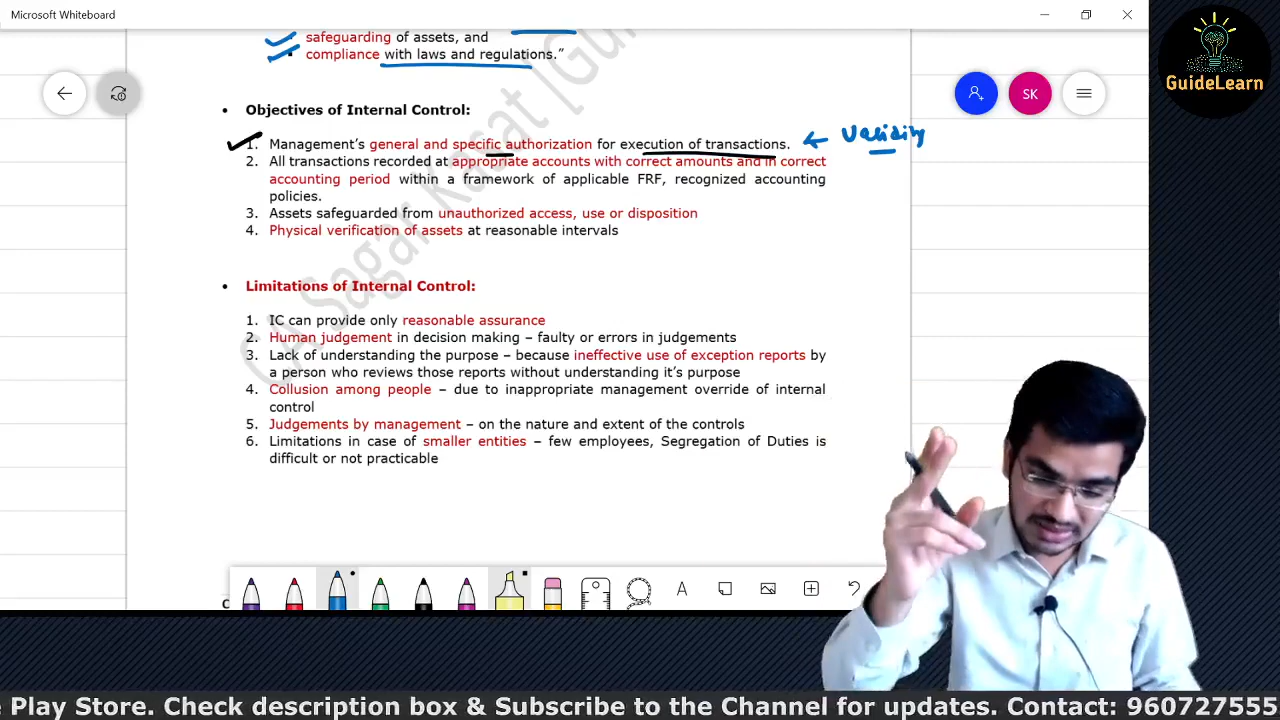 Microsoft Whiteboard
safeguarding of assets, and
compliance with laws and regulations.”
GuideLearn
SK
• Objectives of Internal Control:
1. Management’s general and specific authorization for execution of transactions. ← Validity
2. All transactions recorded at appropriate accounts with correct amounts and in correct
accounting period within a framework of applicable FRF, recognized accounting
policies.
3. Assets safeguarded from unauthorized access, use or disposition
4. Physical verification of assets at reasonable intervals
• Limitations of Internal Control:
1. IC can provide only reasonable assurance
2. Human judgement in decision making – faulty or errors in judgements
3. Lack of understanding the purpose – because ineffective use of exception reports by
a person who reviews those reports without understanding it’s purpose
4. Collusion among people – due to inappropriate management override of internal
control
5. Judgements by management – on the nature and extent of the controls
6. Limitations in case of smaller entities – few employees, Segregation of Duties is
difficult or not practicable
CA Sagar Kasat
Play Store. Check description box & Subscribe to the Channel for updates. Contact: 960727555